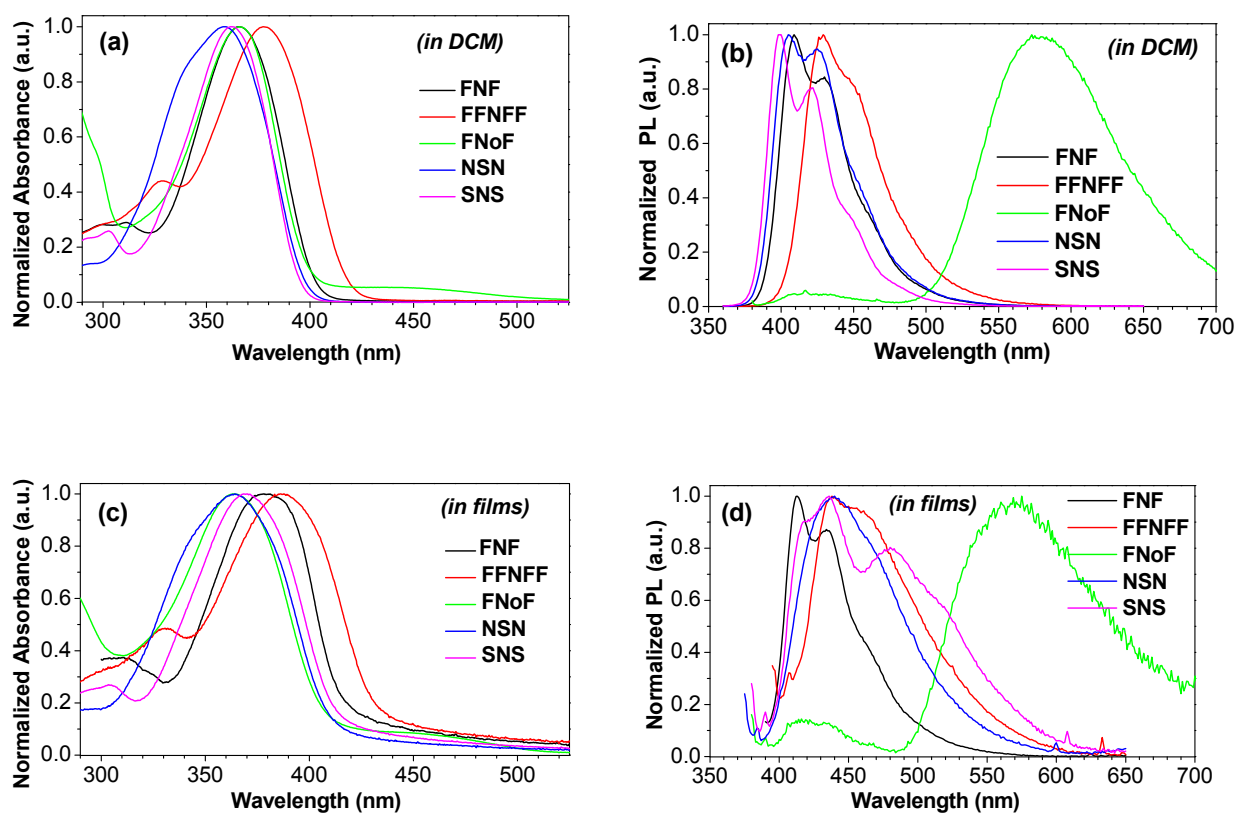 (a)
(in DCM)
FNF
FFNFF
FNoF
NSN
SNS
Normalized Absorbance (a.u.)
1.0
0.8
0.6
0.4
0.2
0.0
300 350 400 450 500
Wavelength (nm)
(b)
(in DCM)
FNF
FFNFF
FNoF
NSN
SNS
Normalized PL (a.u.)
1.0
0.8
0.6
0.4
0.2
0.0
350 400 450 500 550 600 650 700
Wavelength (nm)
(c)
(in films)
FNF
FFNFF
FNoF
NSN
SNS
Normalized Absorbance (a.u.)
1.0
0.8
0.6
0.4
0.2
0.0
300 350 400 450 500
Wavelength (nm)
(d)
(in films)
FNF
FFNFF
FNoF
NSN
SNS
Normalized PL (a.u.)
1.0
0.8
0.6
0.4
0.2
0.0
350 400 450 500 550 600 650 700
Wavelength (nm)